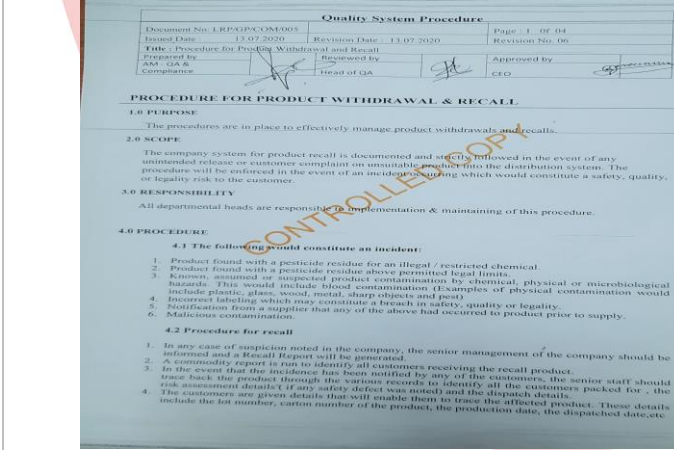 Quality System Procedure
Document No. LRP/GP/COM/005 Page : 1 of 04
Issued Date : 13.07.2020 Revision Date : 13.07.2020 Revision No. 06
Title : Procedure for Product Withdrawal and Recall
Prepared by Reviewed by Approved by
AM - QA &
Compliance Head of QA CEO
PROCEDURE FOR PRODUCT WITHDRAWAL & RECALL
1.0 PURPOSE
The procedures are in place to effectively manage product withdrawals and recalls.
2.0 SCOPE
The company system for product recall is documented and strictly followed in the event of any
unintended release or customer complaint on unsuitable product into the distribution system. The
procedure will be enforced in the event of an incident occurring which would constitute a safety, quality,
or legality risk to the customer.
3.0 RESPONSIBILITY
All departmental heads are responsible to implementation & maintaining of this procedure.
CONTROLLED COPY
4.0 PROCEDURE
4.1 The following would constitute an incident:
1. Product found with a pesticide residue for an illegal / restricted chemical.
2. Product found with a pesticide residue above permitted legal limits.
3. Known, assumed or suspected product contamination by chemical, physical or microbiological
hazards. This would include blood contamination (Examples of physical contamination would
include plastic, glass, wood, metal, sharp objects and pest)
4. Incorrect labeling which may constitute a breach in safety, quality or legality.
5. Notification from a supplier that any of the above had occurred to product prior to supply.
6. Malicious contamination.
4.2 Procedure for recall
1. In any case of suspicion noted in the company, the senior management of the company should be
informed and a Recall Report will be generated.
2. A commodity report is run to identify all customers receiving the recall product.
3. In the event that the incidence has been notified by any of the customers, the senior staff should
trace back the product through the various records to identify all the customers packed for , the
risk assessment details'( if any safety defect was noted) and the dispatch details.
4. The customers are given details that will enable them to trace the affected product. These details
include the lot number, carton number of the product, the production date, the dispatched date,etc